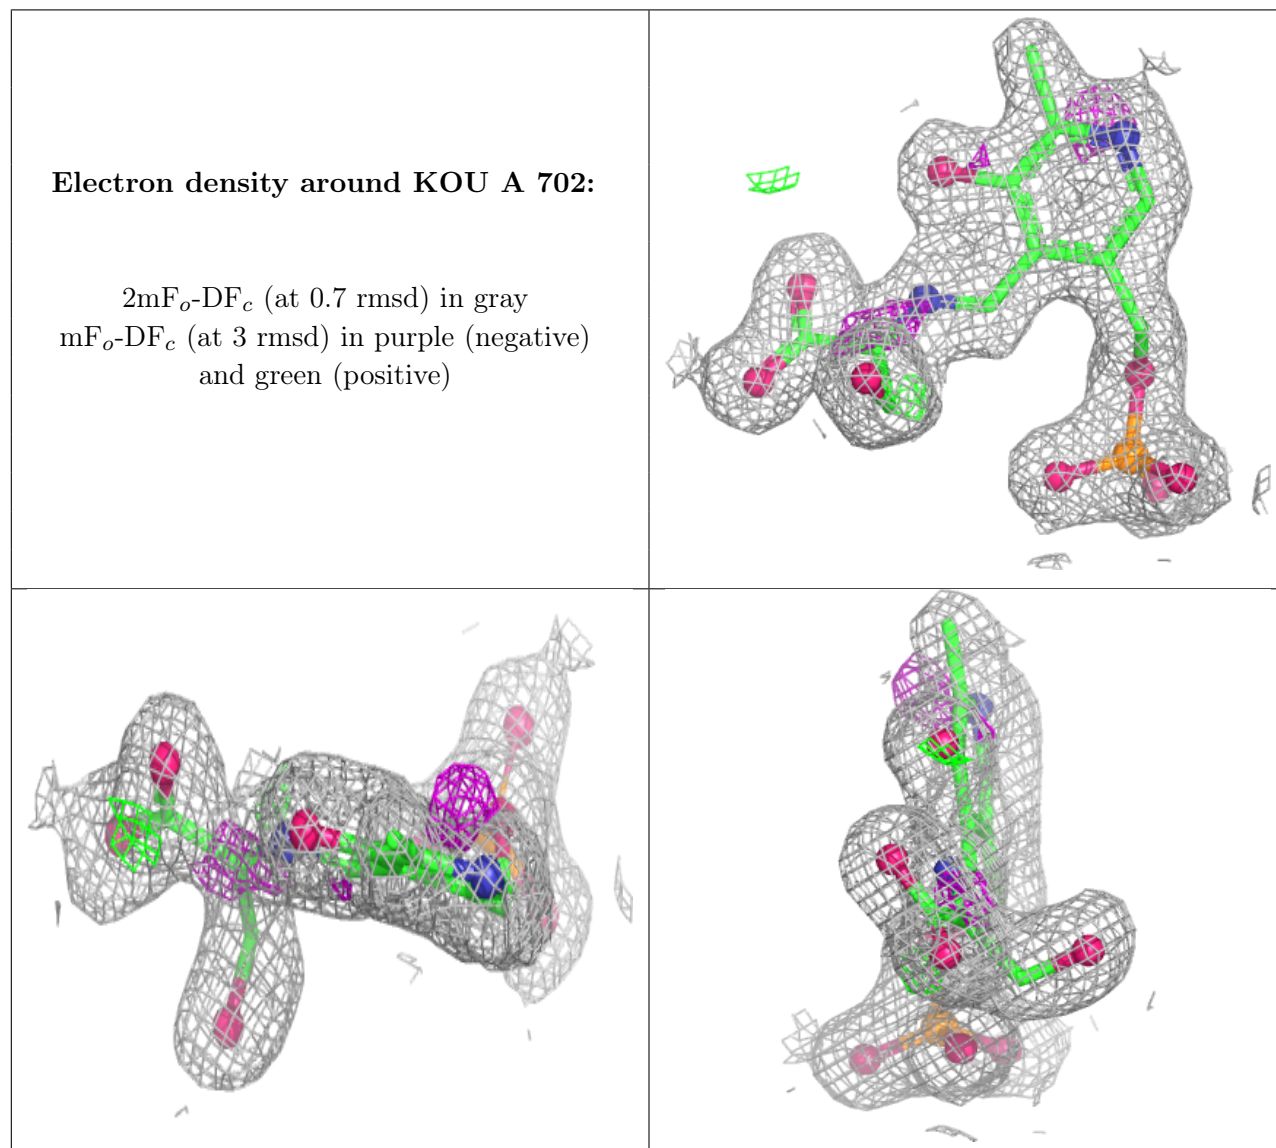 Electron density around KOU A 702:
2mFo-DFc (at 0.7 rmsd) in gray
mFo-DFc (at 3 rmsd) in purple (negative)
and green (positive)